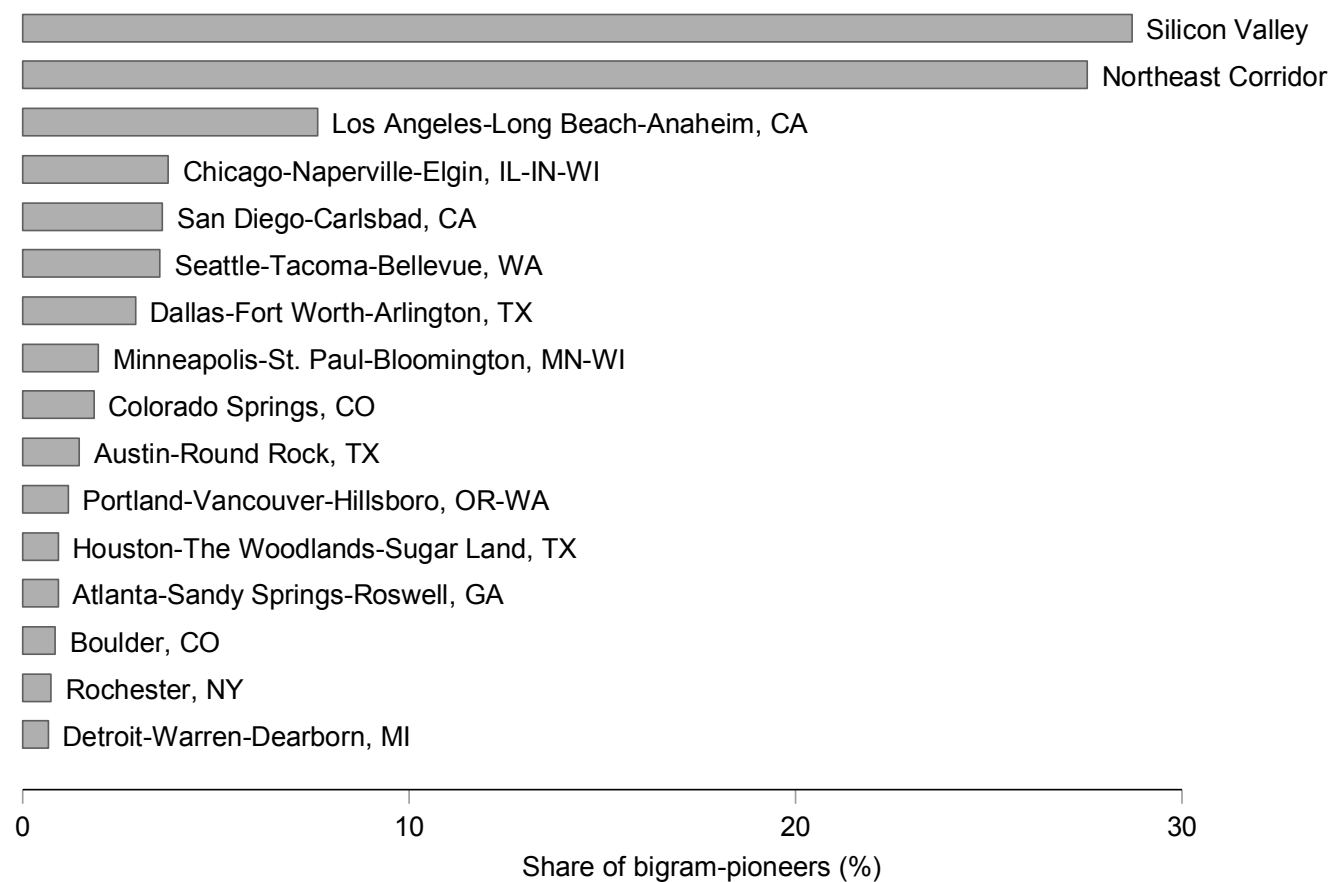 Silicon Valley
Northeast Corridor
Los Angeles-Long Beach-Anaheim, CA
Chicago-Naperville-Elgin, IL-IN-WI
San Diego-Carlsbad, CA
Seattle-Tacoma-Bellevue, WA
Dallas-Fort Worth-Arlington, TX
Minneapolis-St. Paul-Bloomington, MN-WI
Colorado Springs, CO
Austin-Round Rock, TX
Portland-Vancouver-Hillsboro, OR-WA
Houston-The Woodlands-Sugar Land, TX
Atlanta-Sandy Springs-Roswell, GA
Boulder, CO
Rochester, NY
Detroit-Warren-Dearborn, MI
0 10 20 30
Share of bigram-pioneers (%)